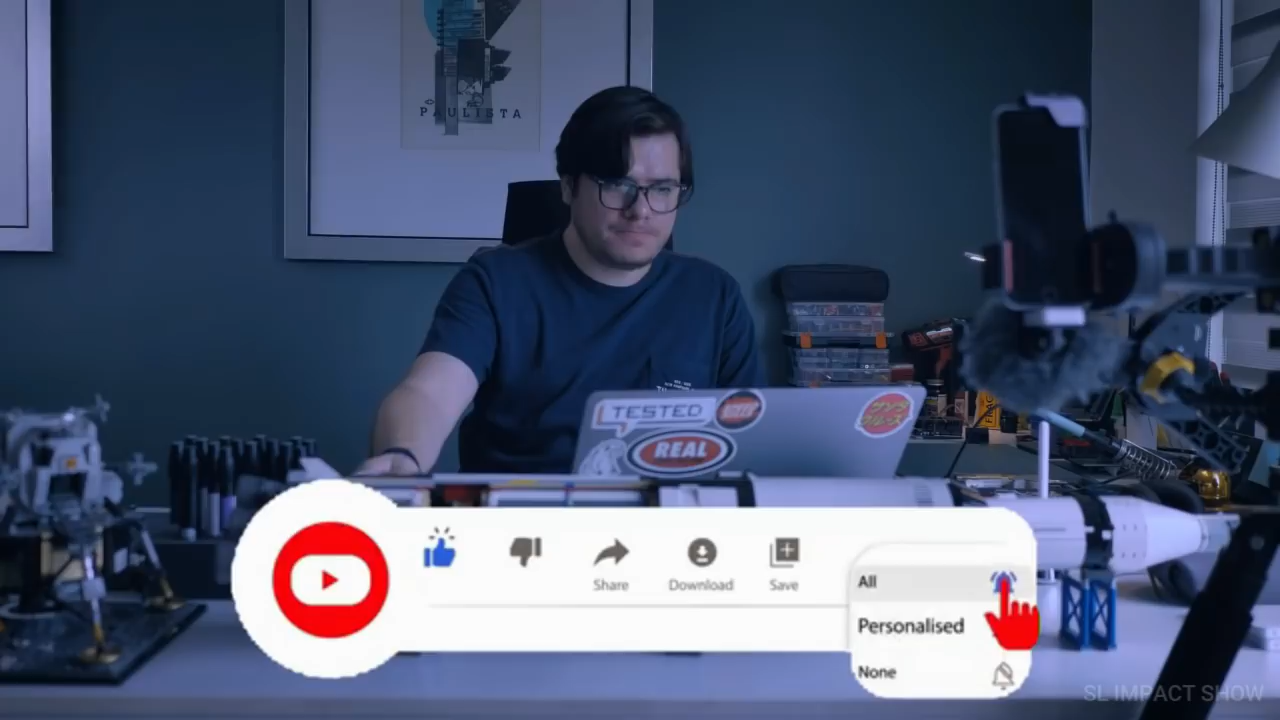 PAULISTA
TESTED
REAL
Share
Download
Save
All
Personalised
None
SL IMPACT SHOW